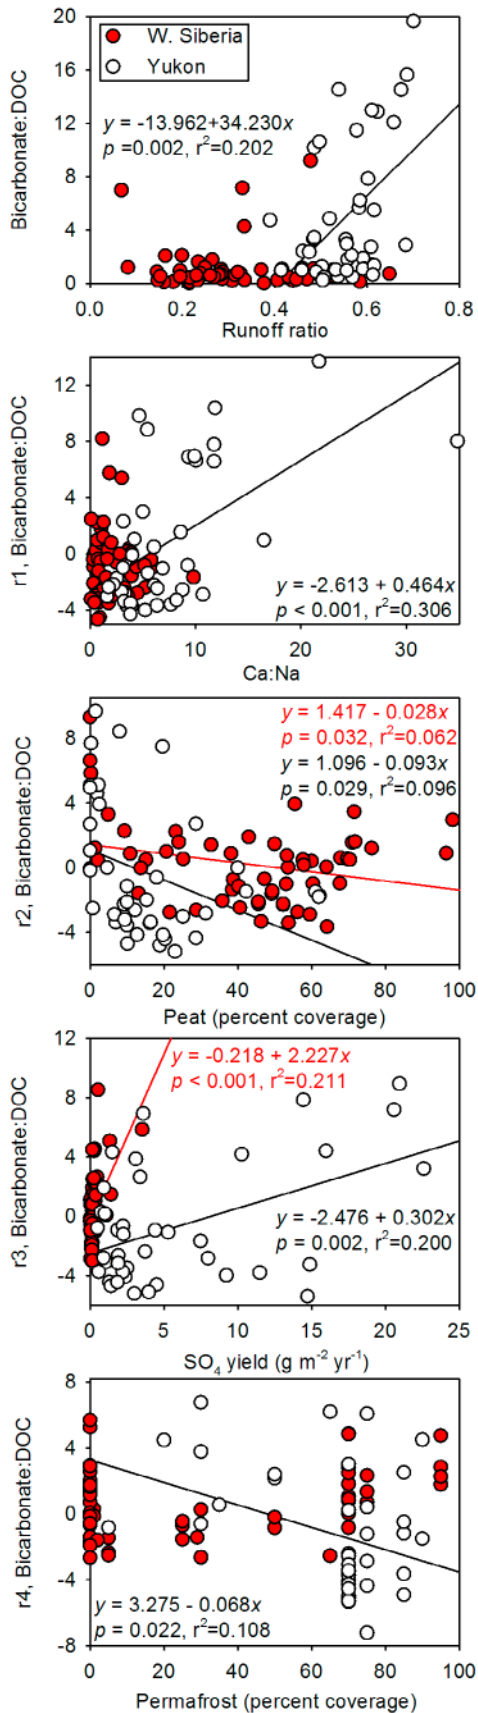 20
16
12
8
4
0
Bicarbonate:DOC
W. Siberia
Yukon
y = -13.962+34.230x
p =0.002, r²=0.202
0.0 0.2 0.4 0.6 0.8
Runoff ratio
12
8
4
0
-4
r1, Bicarbonate:DOC
y = -2.613 + 0.464x
p < 0.001, r²=0.306
0 10 20 30
Ca:Na
8
4
0
-4
r2, Bicarbonate:DOC
y = 1.417 - 0.028x
p = 0.032, r²=0.062
y = 1.096 - 0.093x
p = 0.029, r²=0.096
0 20 40 60 80 100
Peat (percent coverage)
12
8
4
0
-4
r3, Bicarbonate:DOC
y = -0.218 + 2.227x
p < 0.001, r²=0.211
y = -2.476 + 0.302x
p = 0.002, r²=0.200
0 5 10 15 20 25
SO₄ yield (g m⁻² yr⁻¹)
8
4
0
-4
-8
r4, Bicarbonate:DOC
y = 3.275 - 0.068x
p = 0.022, r²=0.108
0 20 40 60 80 100
Permafrost (percent coverage)